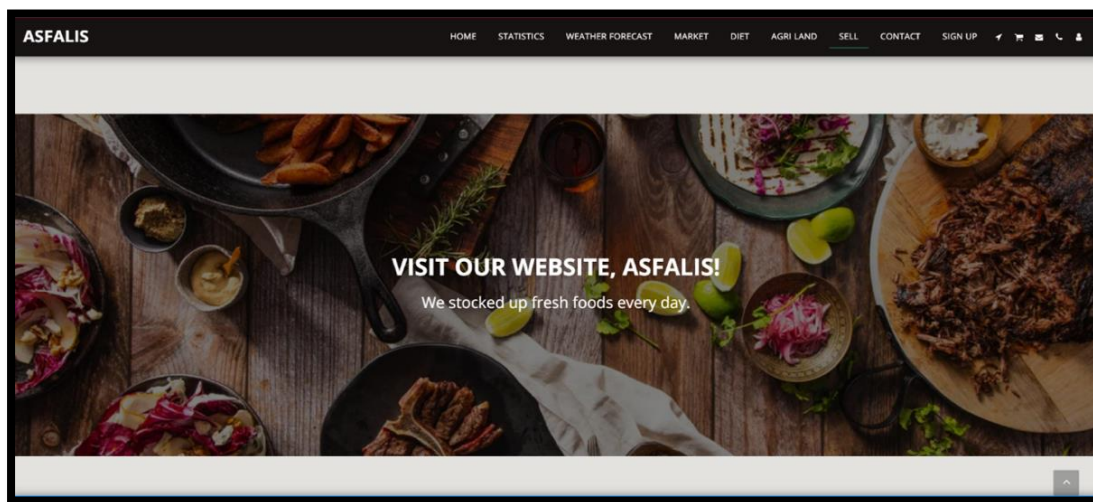 ASFALIS
HOME STATISTICS WEATHER FORECAST MARKET DIET AGRI LAND SELL CONTACT SIGN UP
VISIT OUR WEBSITE, ASFALIS!
We stocked up fresh foods every day.